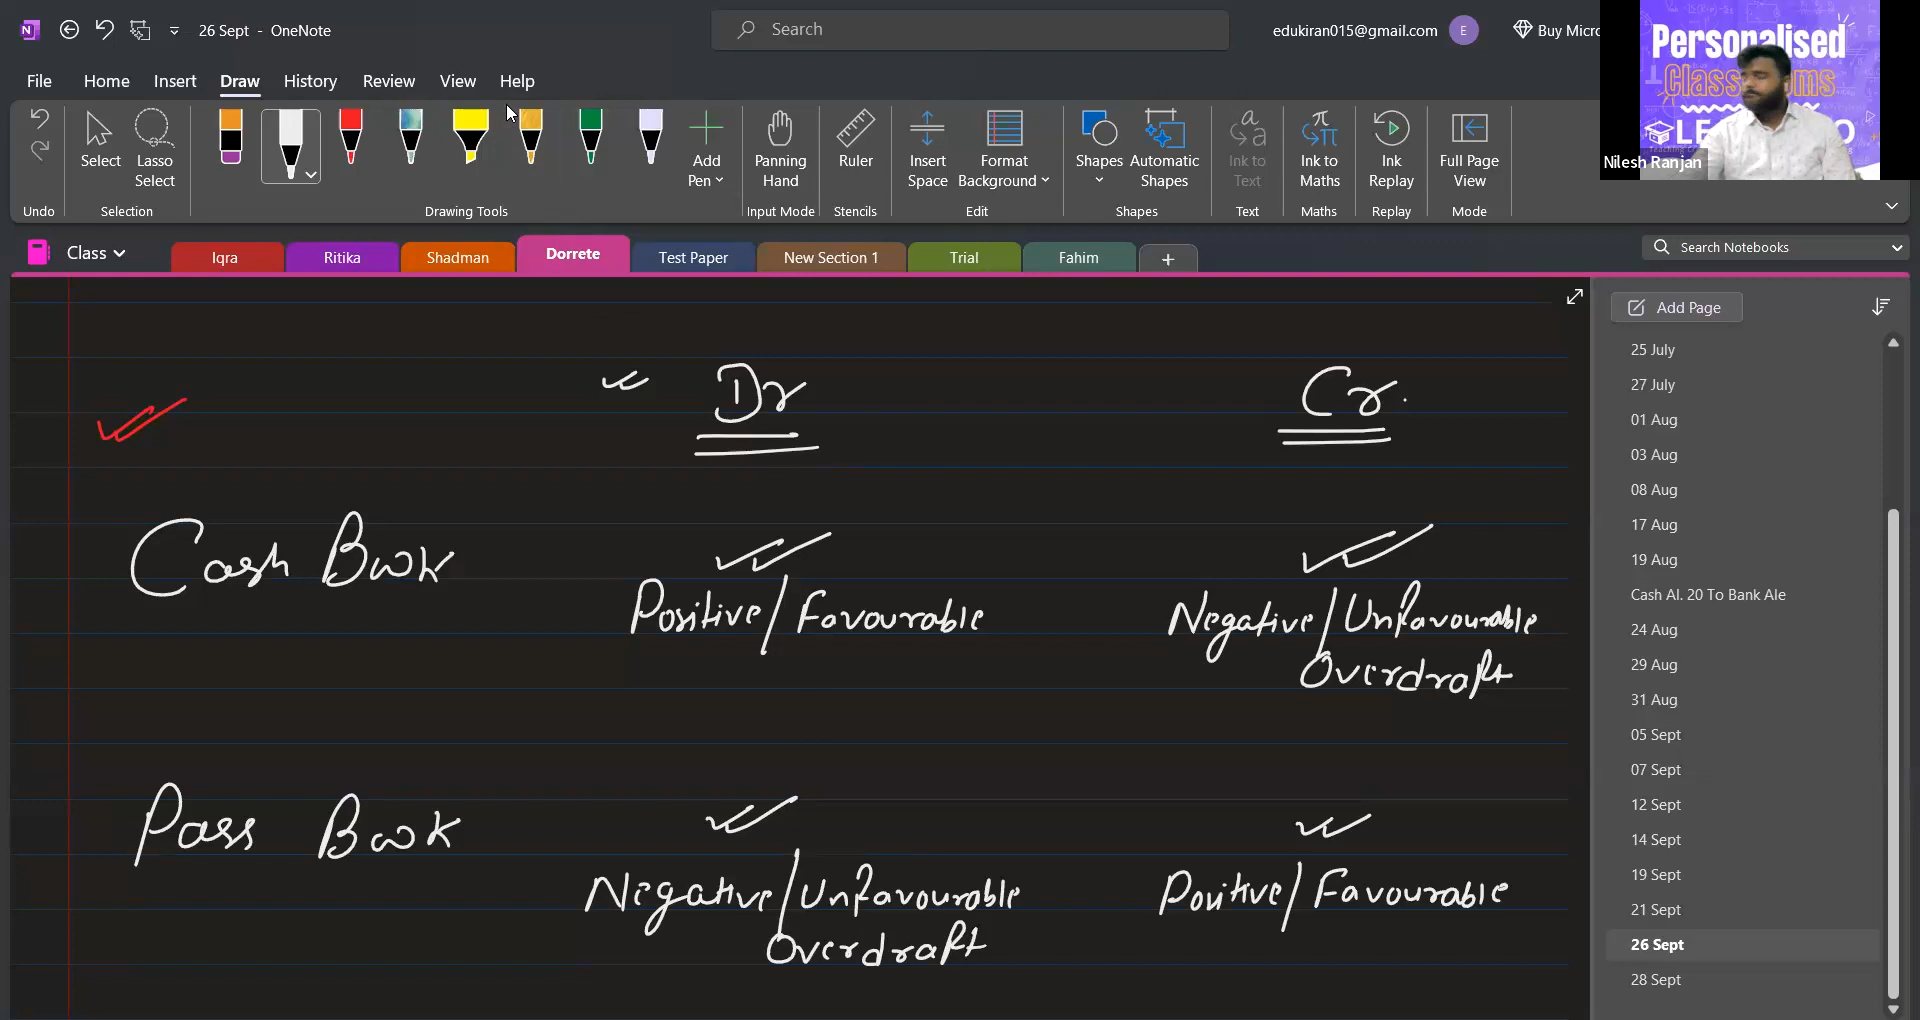 26 Sept - OneNote
Search
edukiran015@gmail.com
E
Buy Micro
File
Home
Insert
Draw
History
Review
View
Help
Undo
Select
Lasso Select
Selection
Drawing Tools
Add Pen
Panning Hand
Input Mode
Ruler
Stencils
Insert Space
Format Background
Edit
Shapes
Automatic Shapes
Shapes
Ink to Text
Text
Ink to Maths
Maths
Ink Replay
Replay
Full Page View
Mode
Personalised
Nilesh Ranjan
Class
Iqra
Ritika
Shadman
Dorrete
Test Paper
New Section 1
Trial
Fahim
+
Search Notebooks
Dr
Cr.
Cash Book
Positive/Favourable
Negative/Unfavourable
Overdraft
Pass Book
Negative/Unfavourable
Overdraft
Positive/Favourable
Add Page
25 July
27 July
01 Aug
03 Aug
08 Aug
17 Aug
19 Aug
Cash Al. 20 To Bank Ale
24 Aug
29 Aug
31 Aug
05 Sept
07 Sept
12 Sept
14 Sept
19 Sept
21 Sept
26 Sept
28 Sept